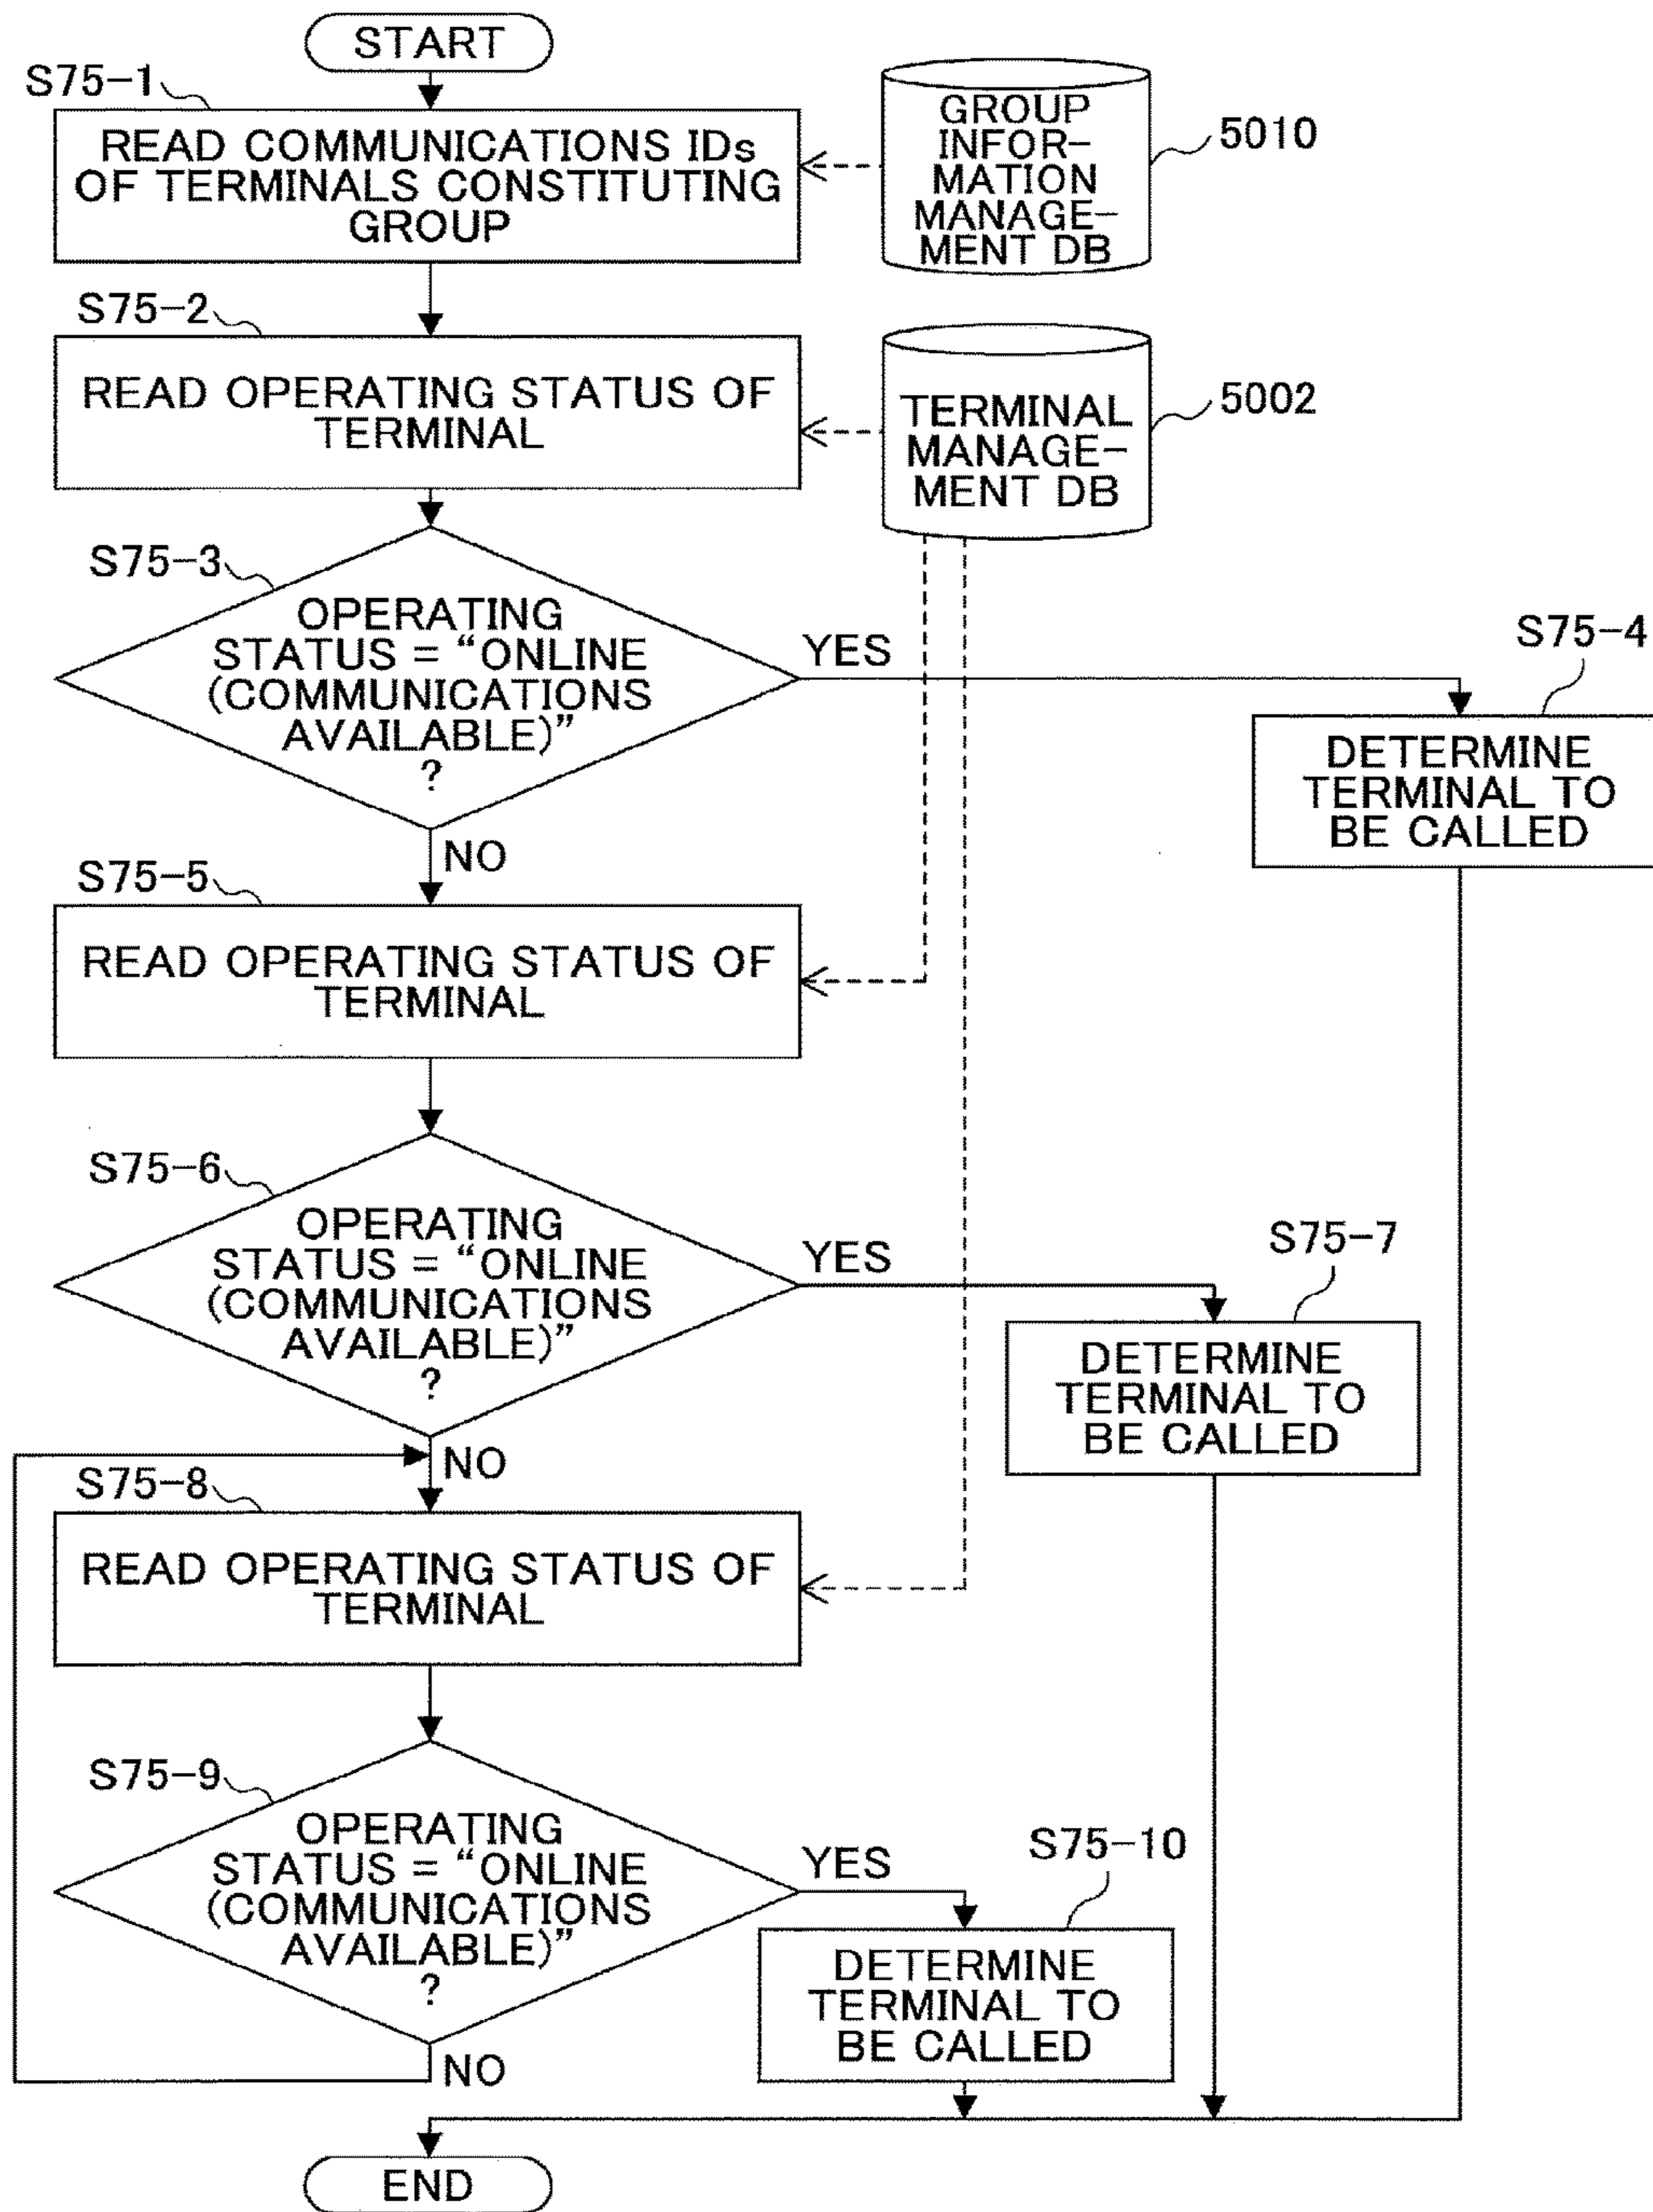 START
S75-1
READ COMMUNICATIONS IDs
OF TERMINALS CONSTITUTING
GROUP
GROUP
INFOR-
MATION
MANAGE-
MENT DB
5010
S75-2
READ OPERATING STATUS OF
TERMINAL
TERMINAL
MANAGE-
MENT DB
5002
S75-3
OPERATING
STATUS = “ONLINE
(COMMUNICATIONS
AVAILABLE)”
?
YES
S75-4
DETERMINE
TERMINAL TO
BE CALLED
NO
S75-5
READ OPERATING STATUS OF
TERMINAL
S75-6
OPERATING
STATUS = “ONLINE
(COMMUNICATIONS
AVAILABLE)”
?
YES
S75-7
DETERMINE
TERMINAL TO
BE CALLED
NO
S75-8
READ OPERATING STATUS OF
TERMINAL
S75-9
OPERATING
STATUS = “ONLINE
(COMMUNICATIONS
AVAILABLE)”
?
YES
S75-10
DETERMINE
TERMINAL TO
BE CALLED
NO
END